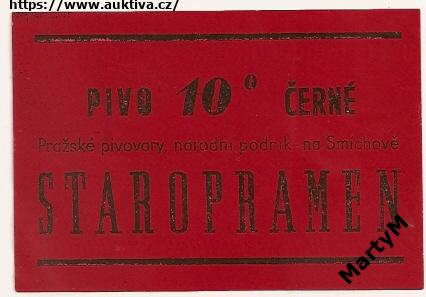 https://www.auktiva.cz/
PIVO 10° ČERNÉ
Pražské pivovary, národní podnik - na Smíchově
STAROPRAMEN
MartyM